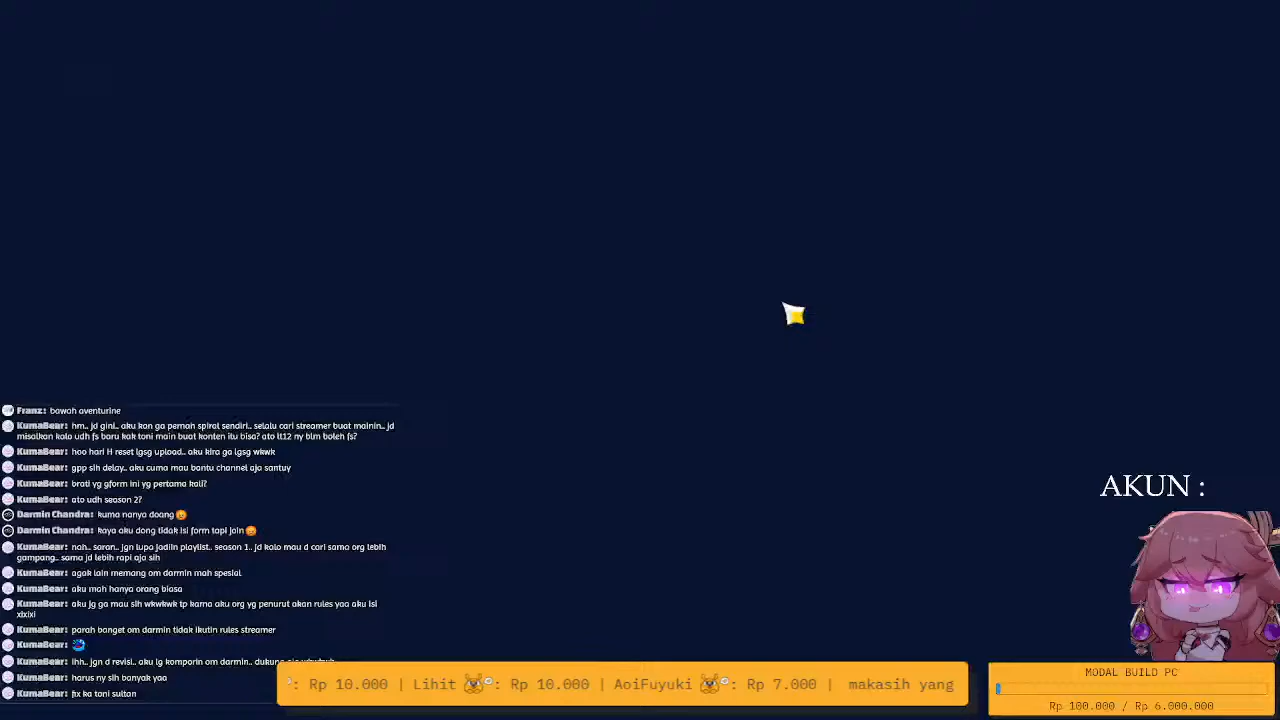 Franz: bawah aventurine
KumaBear: hm.. jd gini.. aku kan ga pernah spiral sendiri.. selalu cari streamer buat mainin.. jd
misalkan kalo udh fs baru kak toni main buat konten itu bisa? ato lt12 ny blm boleh fs?
KumaBear: hoo hari H reset lgsg upload.. aku kira ga lgsg wkwk
KumaBear: gpp sih delay.. aku cuma mau bantu channel aja santuy
KumaBear: brati yg gform ini yg pertama kali?
KumaBear: ato udh season 2?
Darmin Chandra: kuma nanya doang
Darmin Chandra: kaya aku dong tidak isi form tapi join
KumaBear: nah.. saran.. jgn lupa jadiin playlist.. season 1.. jd kalo mau d cari sama org lebih
gampang.. sama jd lebih rapi aja sih
KumaBear: agak lain memang om darmin mah spesial
KumaBear: aku mah hanya orang biasa
KumaBear: aku jg ga mau sih wkwkwk tp karna aku org yg penurut akan rules yaa aku isi
xixixi
KumaBear: parah banget om darmin tidak ikutin rules streamer
KumaBear:
KumaBear: ihh.. jgn d revisi.. aku lg komporin om darmin.. dukung
KumaBear: harus ny sih banyak yaa
KumaBear: fix ka tani sultan
: Rp 10.000 | Lihit : Rp 10.000 | AoiFuyuki : Rp 7.000 | makasih yang
AKUN :
MODAL BUILD PC
Rp 100.000 / Rp 6.000.000